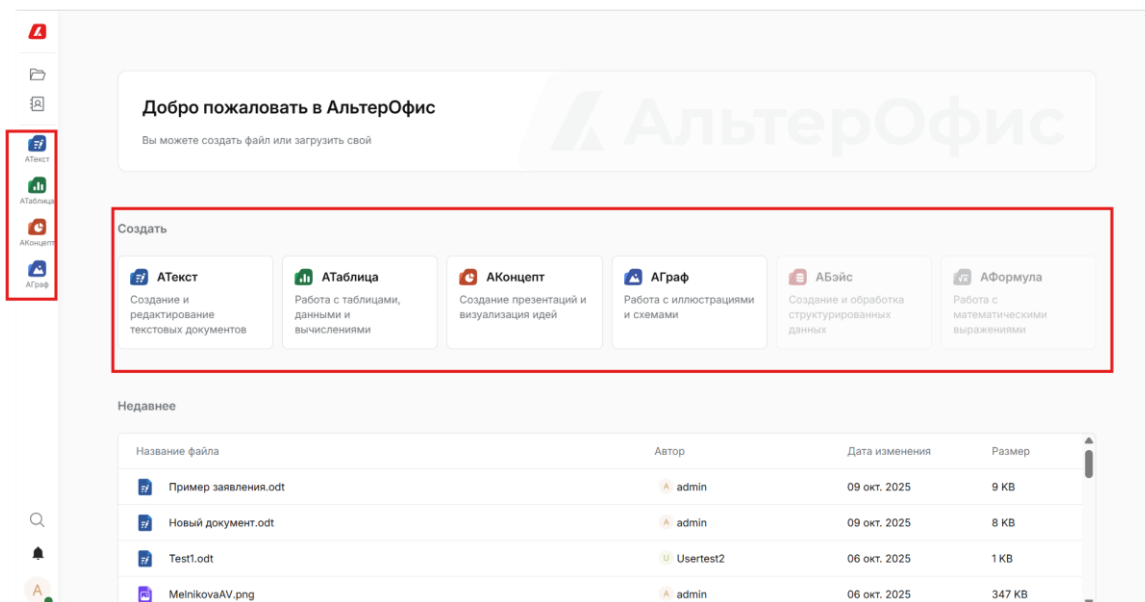 Добро пожаловать в АльтерОфис
Вы можете создать файл или загрузить свой
АльтерОфис
АТекст
АТаблица
АКонцепт
АГраф
Создать
АТекст
Создание и
редактирование
текстовых документов
АТаблица
Работа с таблицами,
данными и
вычислениями
АКонцепт
Создание презентаций и
визуализация идей
АГраф
Работа с иллюстрациями
и схемами
АБэйс
Создание и обработка
структурированных
данных
АФормула
Работа с
математическими
выражениями
Недавнее
Название файла Автор Дата изменения Размер
Пример заявления.odt A admin 09 окт. 2025 9 KB
Новый документ.odt A admin 09 окт. 2025 8 KB
Test1.odt U Usertest2 06 окт. 2025 1 KB
MelnikovaAV.png A admin 06 окт. 2025 347 KB
A